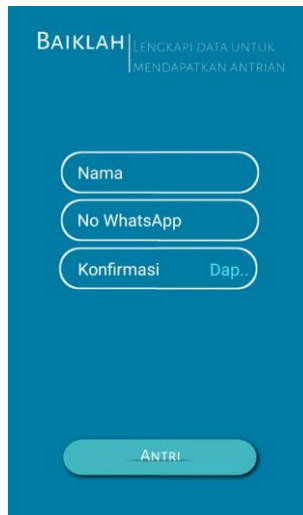 BAIKLAH
LENGKAPI DATA UNTUK
MENDAPATKAN ANTRIAN
Nama
No WhatsApp
Konfirmasi Dap..
ANTRI